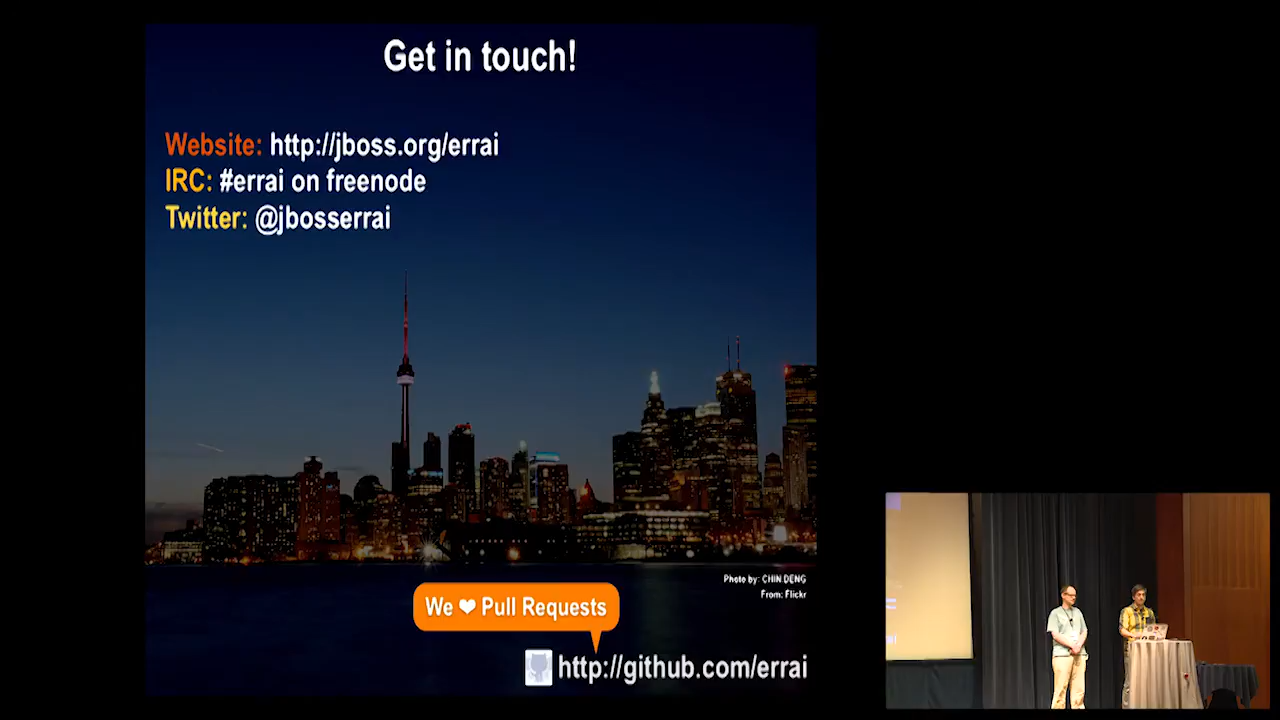 Get in touch!
Website: http://jboss.org/errai
IRC: #errai on freenode
Twitter: @jbosserrai
Photo by: CHIN DENG
From: Flickr
We ❤ Pull Requests
http://github.com/errai